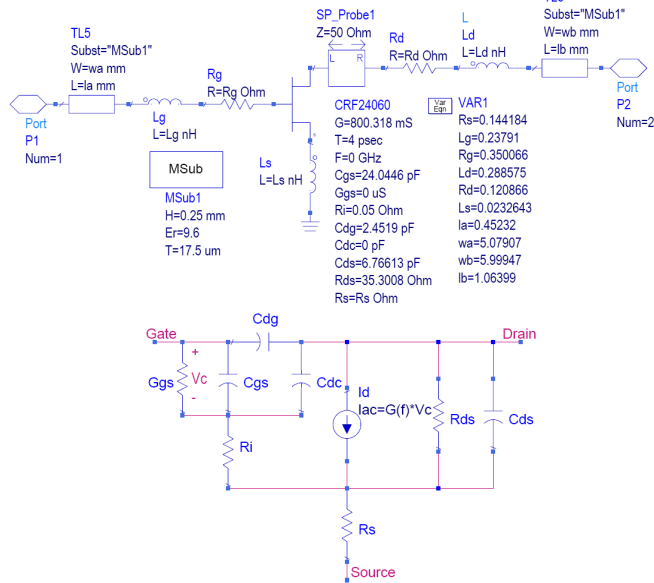 TL5
Subst="MSub1"
W=wa mm
L=la mm
Port
P1
Num=1
Lg
L=Lg nH
Rg
R=Rg Ohm
MSub
MSub1
H=0.25 mm
Er=9.6
T=17.5 um
Ls
L=Ls nH
SP_Probe1
Z=50 Ohm
L R
CRF24060
G=800.318 mS
T=4 psec
F=0 GHz
Cgs=24.0446 pF
Ggs=0 uS
Ri=0.05 Ohm
Cdg=2.4519 pF
Cdc=0 pF
Cds=6.76613 pF
Rds=35.3008 Ohm
Rs=Rs Ohm
Rd
R=Rd Ohm
L
Ld
L=Ld nH
Var
Eqn
VAR1
Rs=0.144184
Lg=0.23791
Rg=0.350066
Ld=0.288575
Rd=0.120866
Ls=0.0232643
la=0.45232
wa=5.07907
wb=5.99947
lb=1.06399
Subst="MSub1"
W=wb mm
L=lb mm
Port
P2
Num=2
Gate
Cdg
Drain
+
Ggs
Vc
-
Cgs
Cdc
Id
Iac=G(f)*Vc
Rds
Cds
Ri
Rs
Source